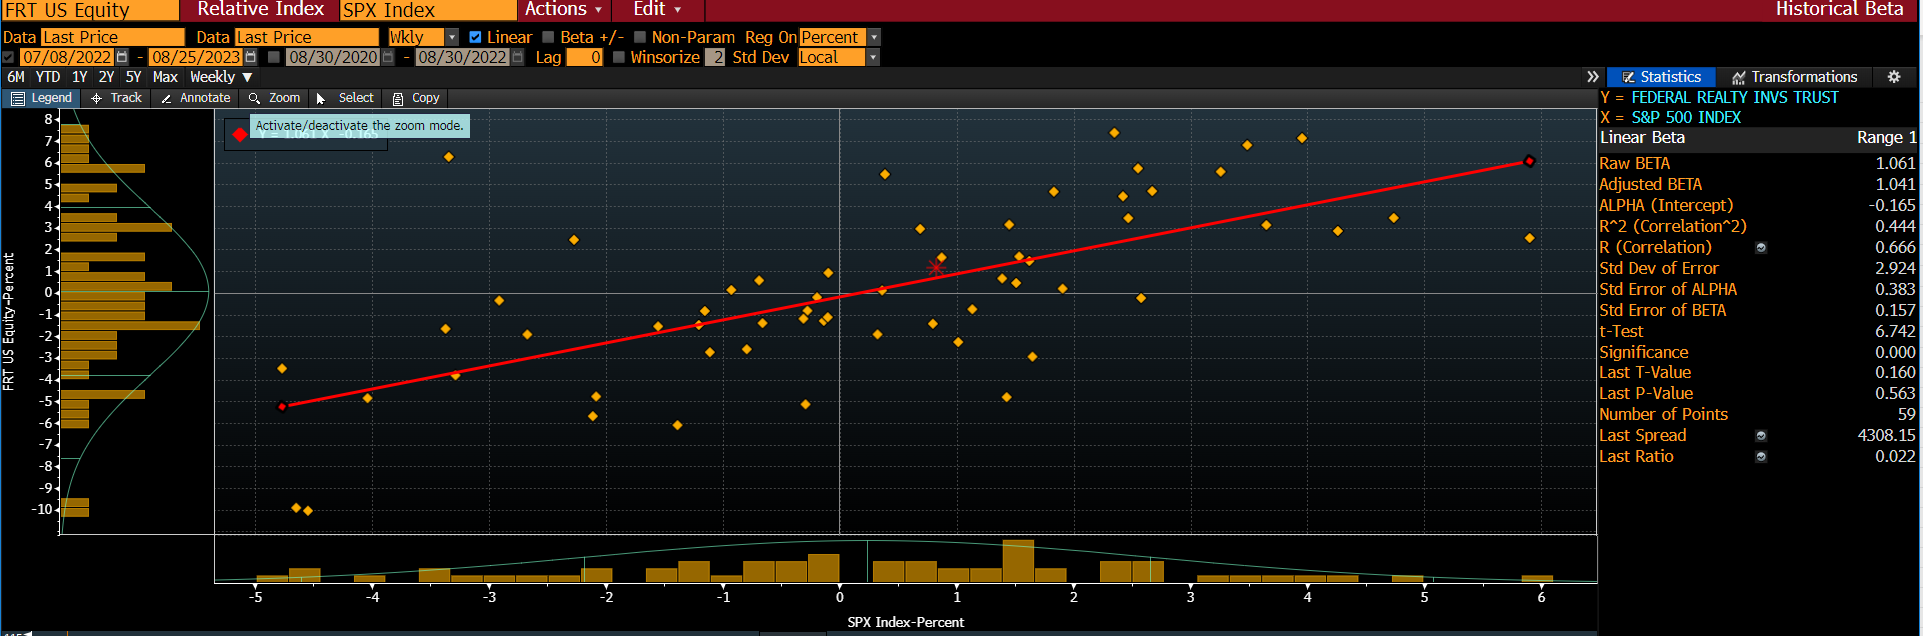 FRT US Equity Relative Index SPX Index Actions Edit Historical Beta
Data Last Price Data Last Price Wkly Linear Beta +/- Non-Param Reg On Percent
07/08/2022 - 08/25/2023 08/30/2020 - 08/30/2022 Lag 0 Winsorize 2 Std Dev Local
6M YTD 1Y 2Y 5Y Max Weekly ▼ » Statistics Transformations
Legend Track Annotate Zoom Select Copy
Activate/deactivate the zoom mode.
FRT US Equity-Percent
8
7
6
5
4
3
2
1
0
-1
-2
-3
-4
-5
-6
-7
-8
-9
-10
-5 -4 -3 -2 -1 0 1 2 3 4 5 6
SPX Index-Percent
Y = FEDERAL REALTY INVS TRUST
X = S&P 500 INDEX
Linear Beta Range 1
Raw BETA 1.061
Adjusted BETA 1.041
ALPHA (Intercept) -0.165
R^2 (Correlation^2) 0.444
R (Correlation) 0.666
Std Dev of Error 2.924
Std Error of ALPHA 0.383
Std Error of BETA 0.157
t-Test 6.742
Significance 0.000
Last T-Value 0.160
Last P-Value 0.563
Number of Points 59
Last Spread 4308.15
Last Ratio 0.022